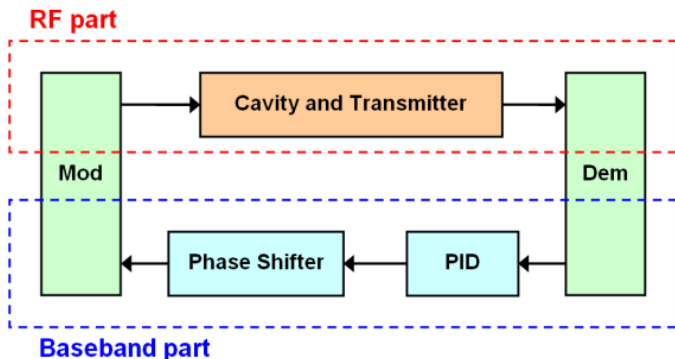 RF part
Cavity and Transmitter
Mod
Dem
Phase Shifter
PID
Baseband part